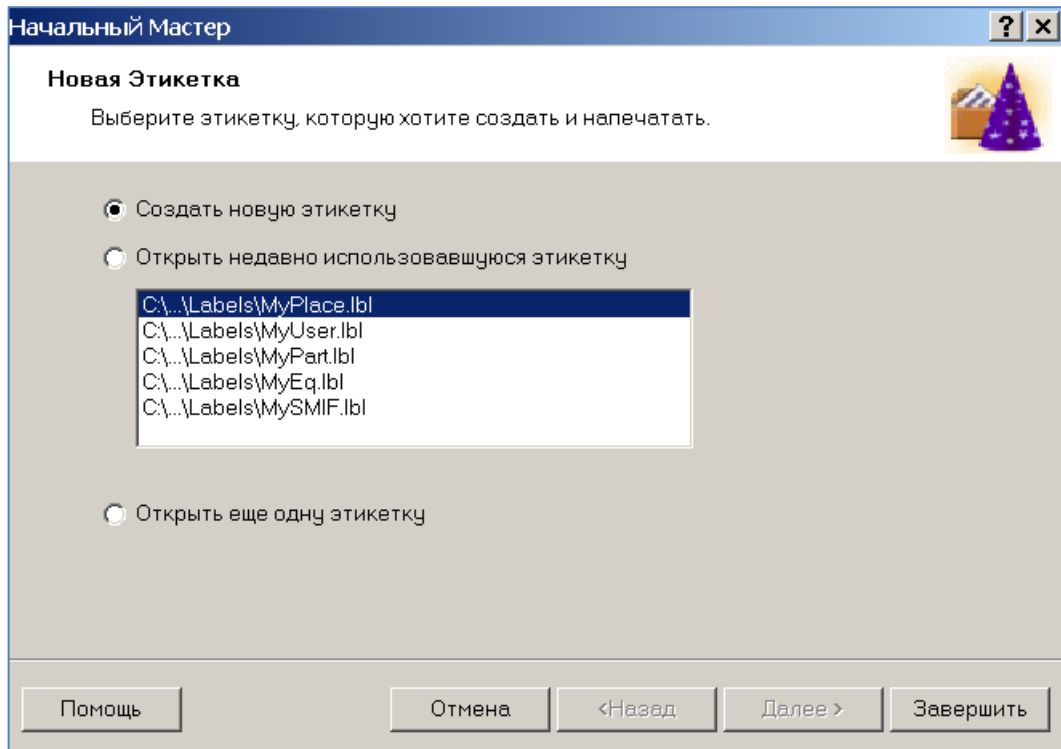 Начальный Мастер
Новая Этикетка
Выберите этикетку, которую хотите создать и напечатать.
Создать новую этикетку
Открыть недавно использовавшуюся этикетку
C:\...\Labels\MyPlace.lbl
C:\...\Labels\MyUser.lbl
C:\...\Labels\MyPart.lbl
C:\...\Labels\MyEq.lbl
C:\...\Labels\MySMIF.lbl
Открыть еще одну этикетку
Помощь Отмена <Назад Далее > Завершить